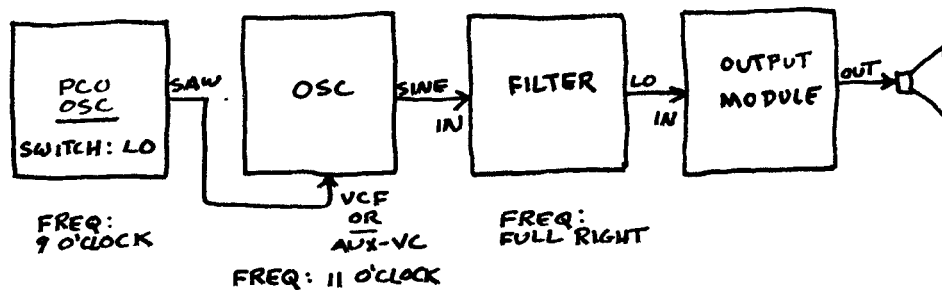 PCO
OSC
SWITCH: LO
FREQ:
9 O'CLOCK
SAW
OSC
VCF
OR
AUX-VC
FREQ: 11 O'CLOCK
SINE
IN
FILTER
FREQ:
FULL RIGHT
LO
IN
OUTPUT
MODULE
OUT